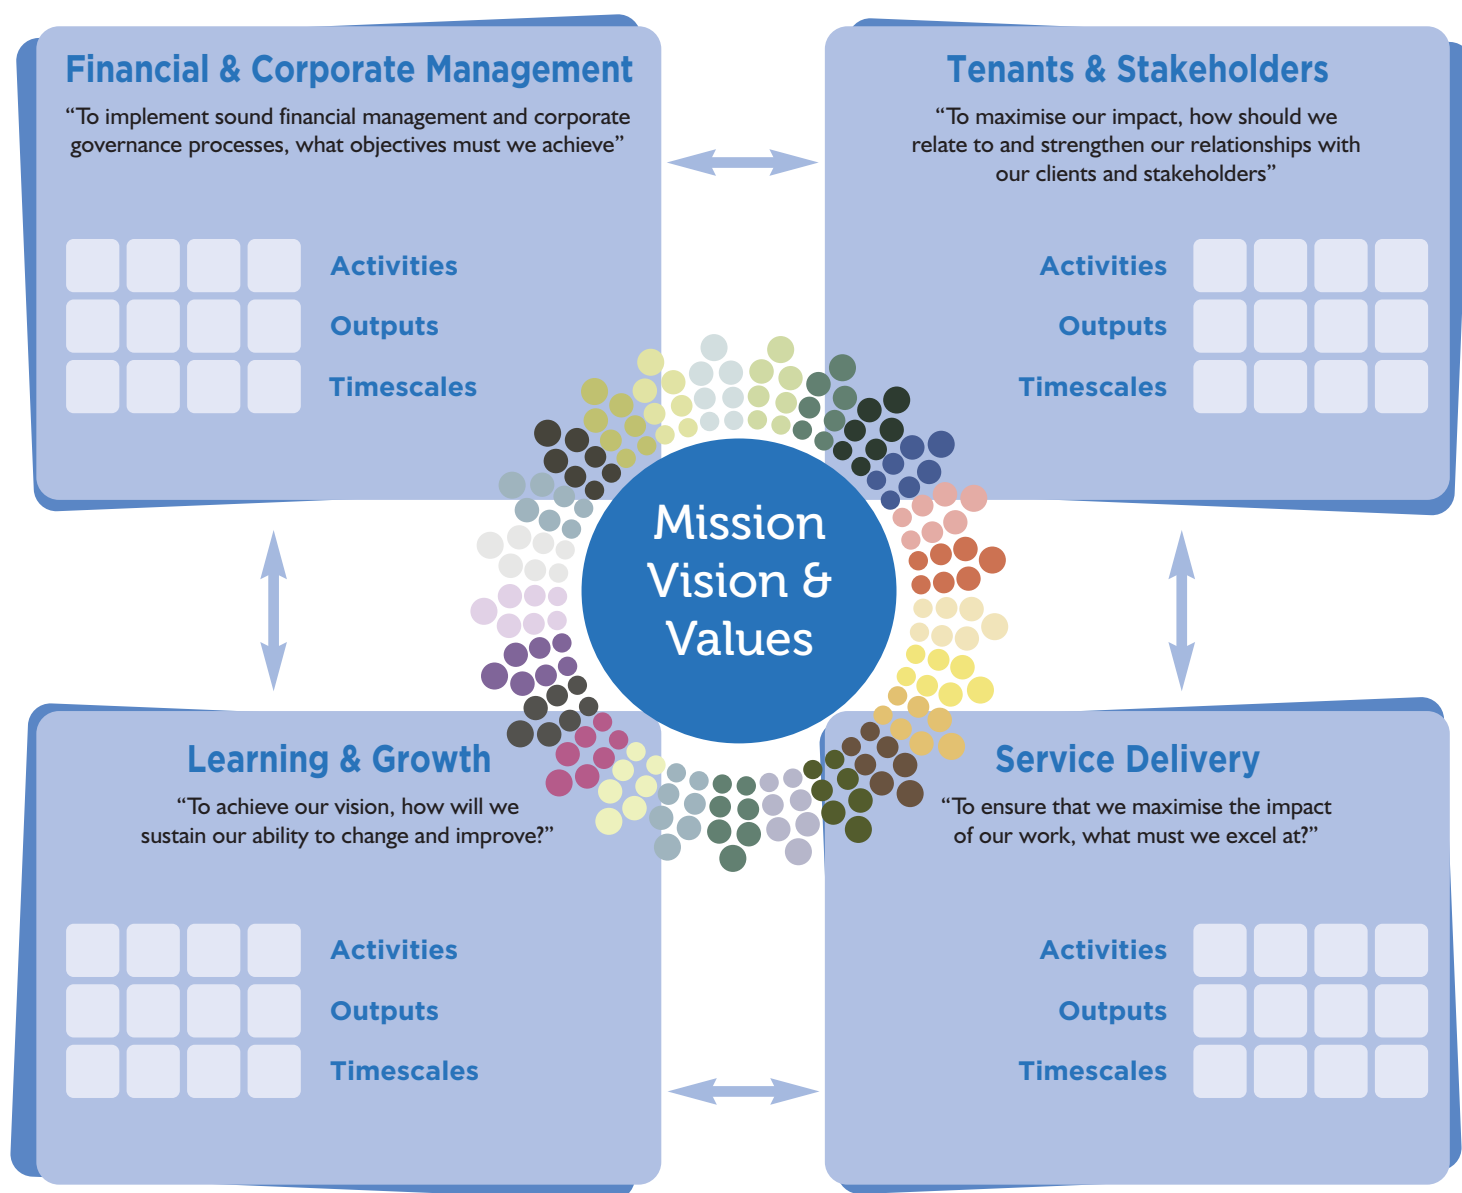 Financial & Corporate Management
“To implement sound financial management and corporate
governance processes, what objectives must we achieve”
Activities
Outputs
Timescales
Tenants & Stakeholders
“To maximise our impact, how should we
relate to and strengthen our relationships with
our clients and stakeholders”
Activities
Outputs
Timescales
Mission
Vision &
Values
Learning & Growth
“To achieve our vision, how will we
sustain our ability to change and improve?”
Activities
Outputs
Timescales
Service Delivery
“To ensure that we maximise the impact
of our work, what must we excel at?”
Activities
Outputs
Timescales